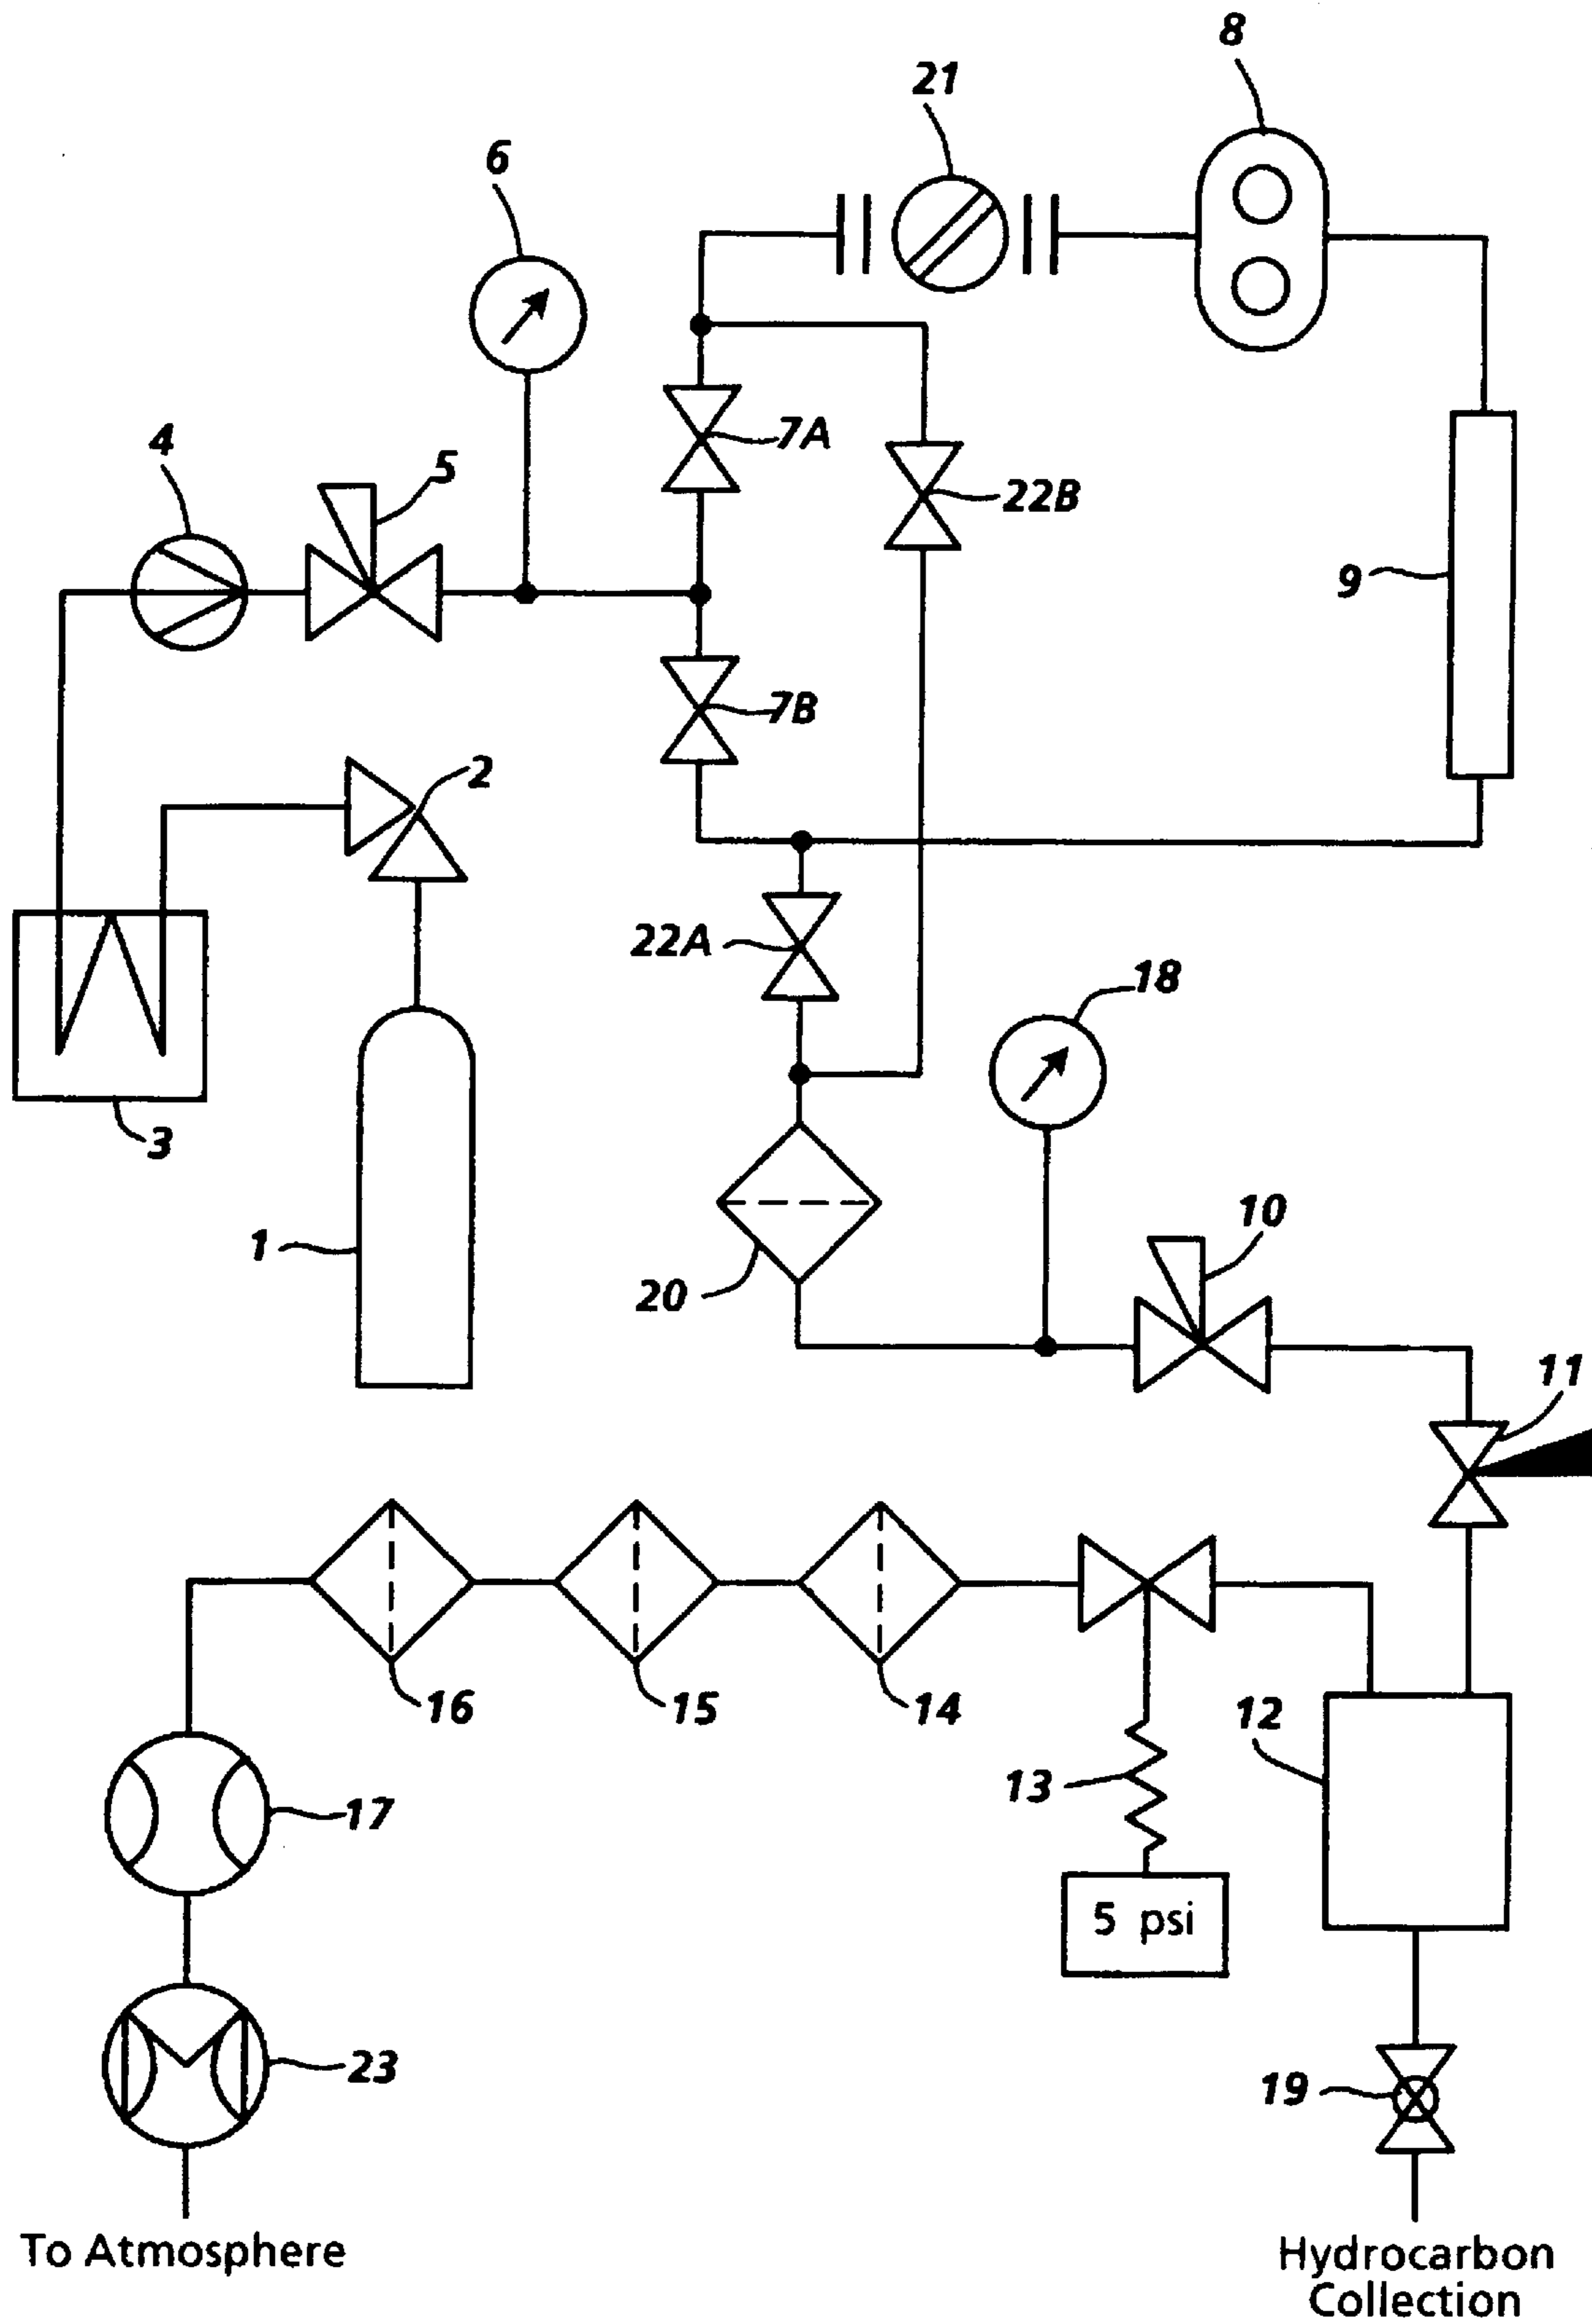 8
21
6
4
5
7A
22B
9
7B
2
22A
18
3
10
1
20
11
16
15
14
12
13
17
5 psi
23
19
To Atmosphere
Hydrocarbon
Collection